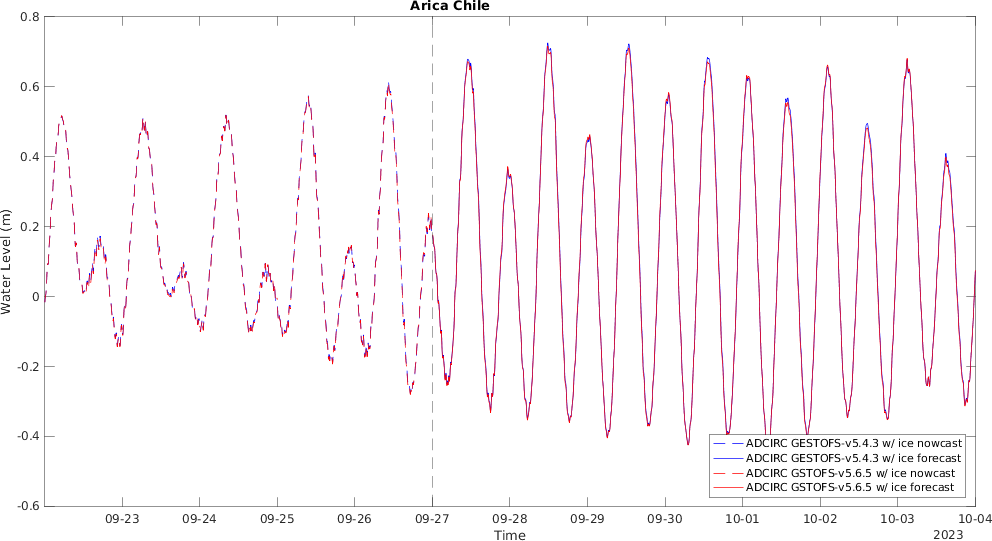 Arica Chile
0.8
0.6
0.4
0.2
0
-0.2
-0.4
-0.6
Water Level (m)
ADCIRC GESTOFS-v5.4.3 w/ ice nowcast
ADCIRC GESTOFS-v5.4.3 w/ ice forecast
ADCIRC GSTOFS-v5.6.5 w/ ice nowcast
ADCIRC GSTOFS-v5.6.5 w/ ice forecast
09-23 09-24 09-25 09-26 09-27 09-28 09-29 09-30 10-01 10-02 10-03 10-04
Time
2023